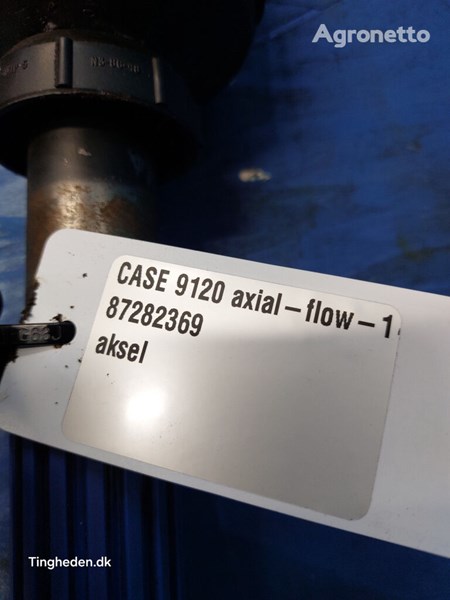 Agronetto
CASE 9120 axial-flow-1
87282369
aksel
Tingheden.dk